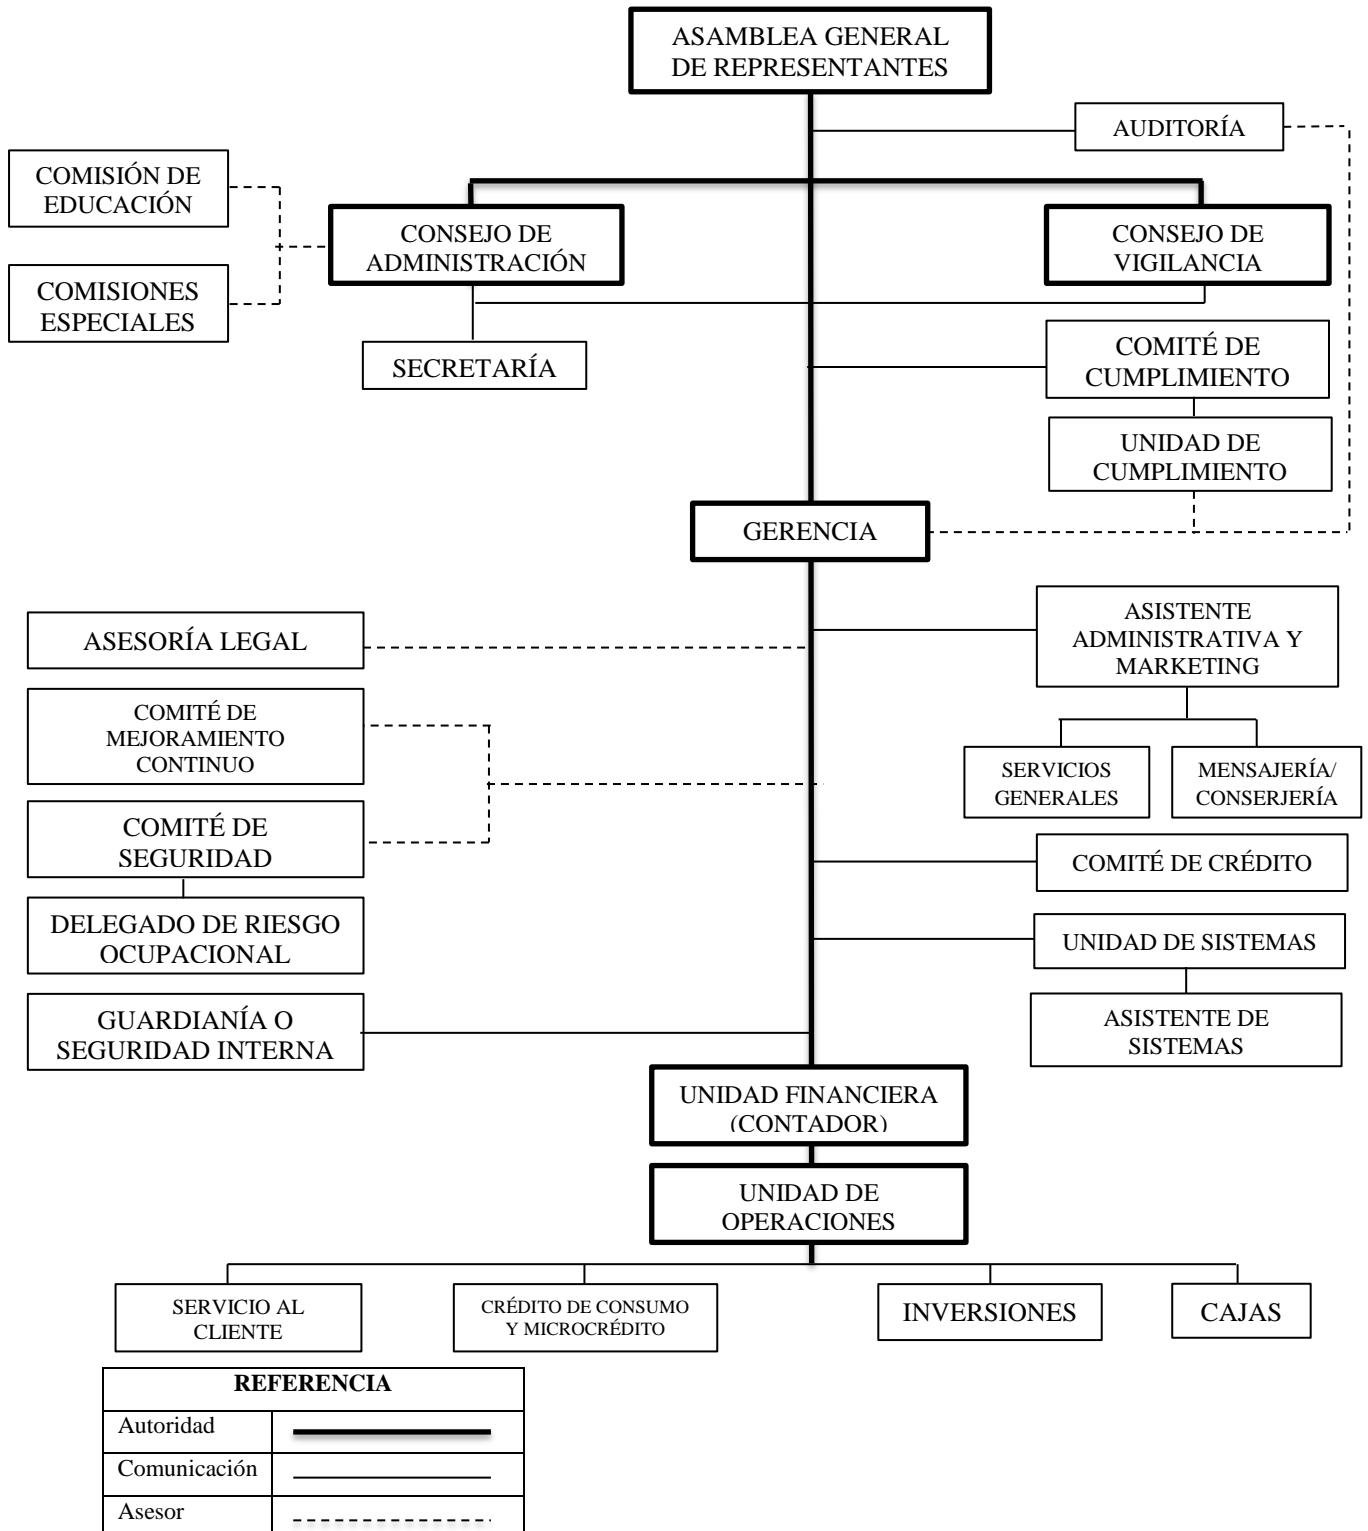 ASAMBLEA GENERAL
DE REPRESENTANTES
AUDITORÍA
COMISIÓN DE
EDUCACIÓN
CONSEJO DE
ADMINISTRACIÓN
CONSEJO DE
VIGILANCIA
COMISIONES
ESPECIALES
SECRETARÍA
COMITÉ DE
CUMPLIMIENTO
UNIDAD DE
CUMPLIMIENTO
GERENCIA
ASESORÍA LEGAL
ASISTENTE
ADMINISTRATIVA Y
MARKETING
COMITÉ DE
MEJORAMIENTO
CONTINUO
SERVICIOS
GENERALES
MENSAJERÍA/
CONSERJERÍA
COMITÉ DE
SEGURIDAD
COMITÉ DE CRÉDITO
DELEGADO DE RIESGO
OCUPACIONAL
UNIDAD DE SISTEMAS
GUARDIANÍA O
SEGURIDAD INTERNA
ASISTENTE DE
SISTEMAS
UNIDAD FINANCIERA
(CONTADOR)
UNIDAD DE
OPERACIONES
SERVICIO AL
CLIENTE
CRÉDITO DE CONSUMO
Y MICROCRÉDITO
INVERSIONES
CAJAS
REFERENCIA
Autoridad
Comunicación
Asesor